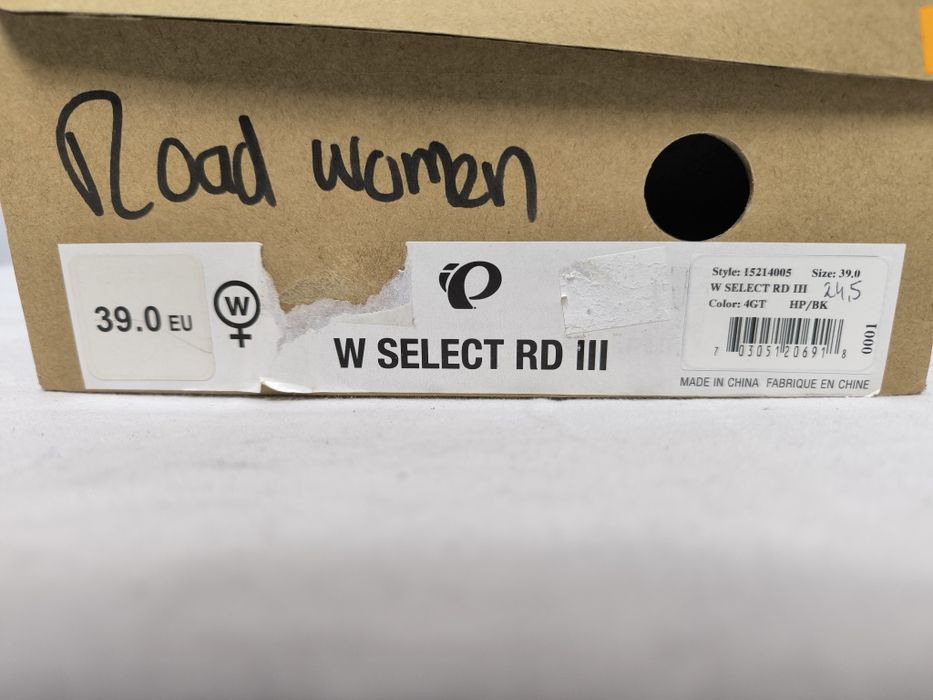 Road women
39.0 EU
W
W SELECT RD III
Style: 15214005 Size: 39.0
W SELECT RD III 24,5
Color: 4GT HP/BK
7 03051 20691 8
0001
MADE IN CHINA FABRIQUE EN CHINE